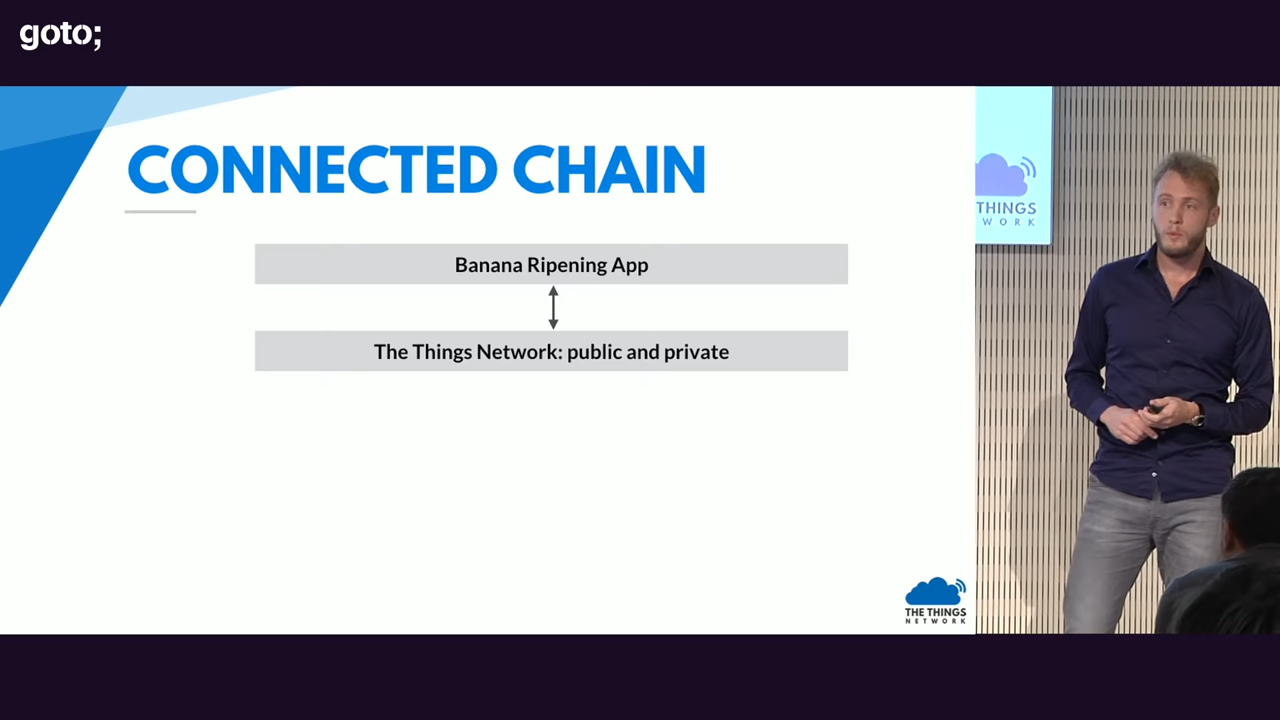 goto;
CONNECTED CHAIN
Banana Ripening App
The Things Network: public and private
THE THINGS
NETWORK
THINGS
WORK